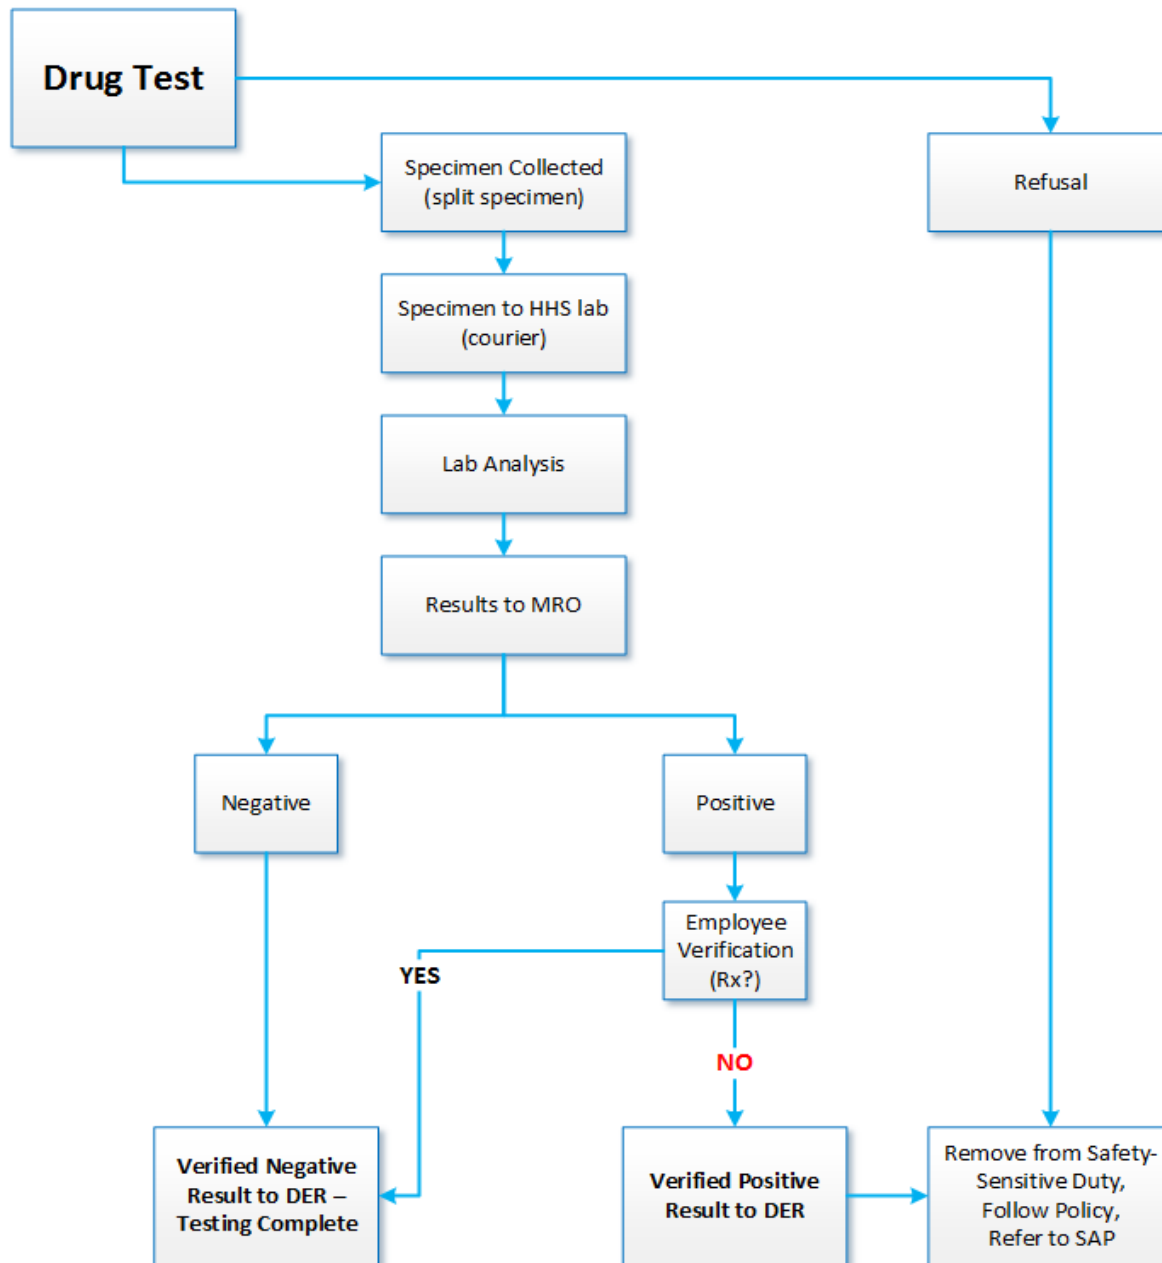 Drug Test
Specimen Collected
(split specimen)
Refusal
Specimen to HHS lab
(courier)
Lab Analysis
Results to MRO
Negative
Positive
Employee
Verification
(Rx?)
YES
NO
Verified Negative
Result to DER –
Testing Complete
Verified Positive
Result to DER
Remove from Safety-
Sensitive Duty,
Follow Policy,
Refer to SAP